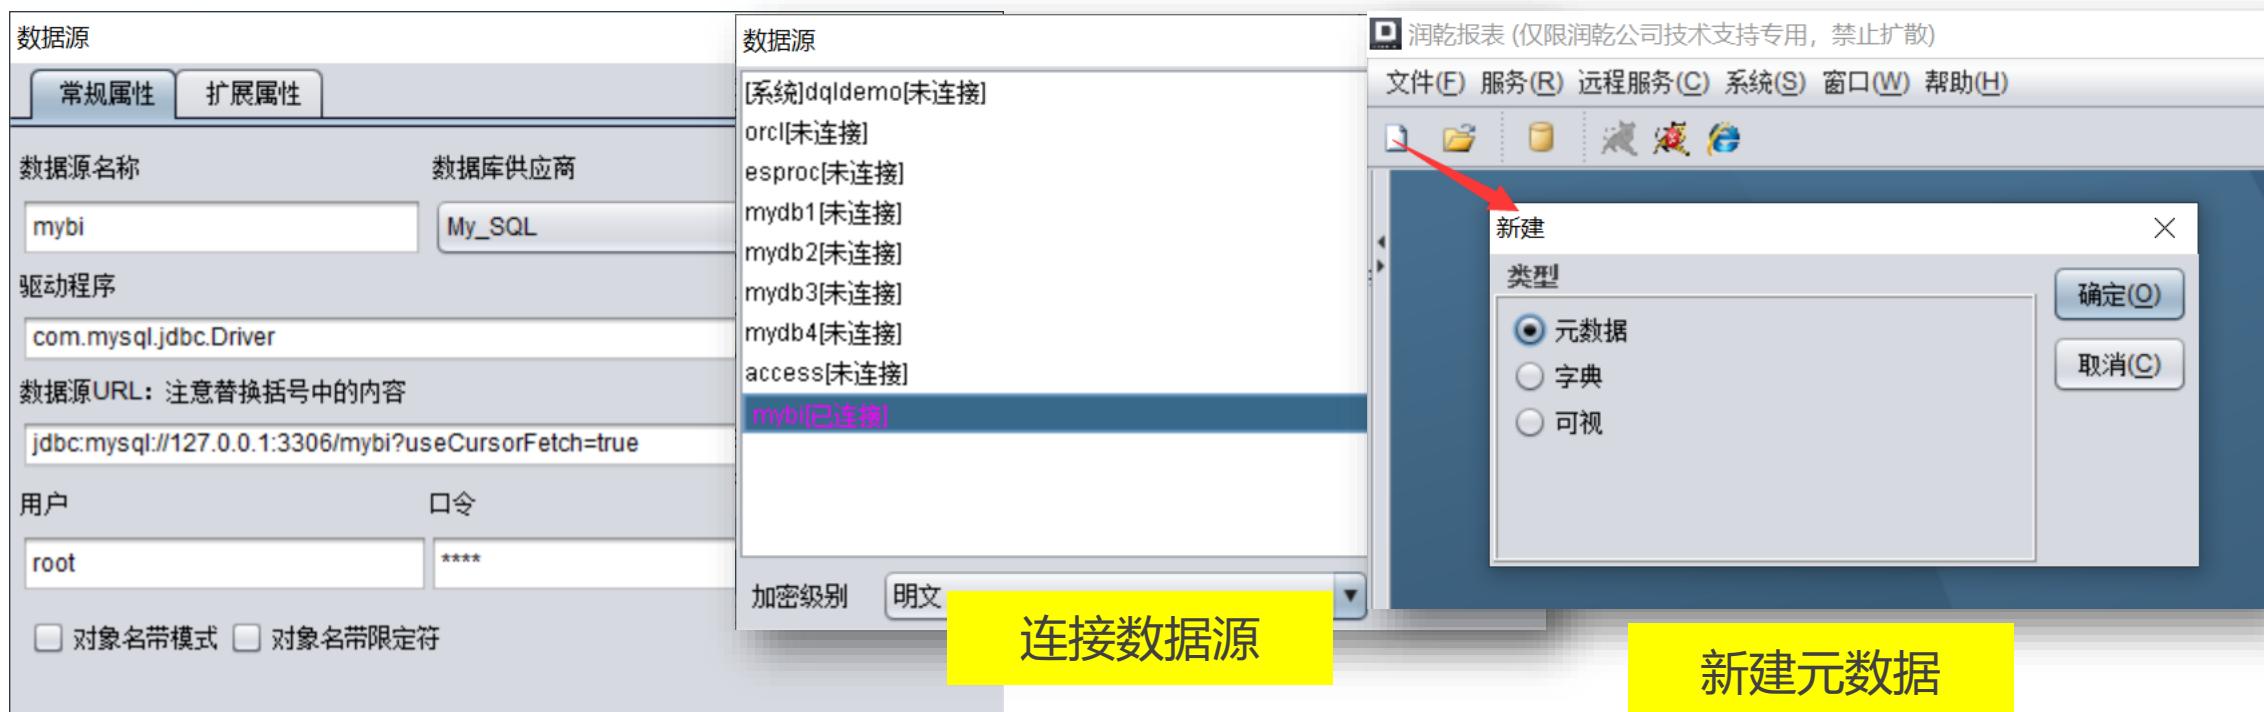 数据源
常规属性
扩展属性
数据源名称
数据库供应商
mybi
My_SQL
驱动程序
com.mysql.jdbc.Driver
数据源URL：注意替换括号中的内容
jdbc:mysql://127.0.0.1:3306/mybi?useCursorFetch=true
用户
口令
root
****
对象名带模式
对象名带限定符
数据源
[系统]dqldemo[未连接]
orcl[未连接]
esproc[未连接]
mydb1[未连接]
mydb2[未连接]
mydb3[未连接]
mydb4[未连接]
access[未连接]
mybi[已连接]
加密级别
明文
连接数据源
润乾报表 (仅限润乾公司技术支持专用，禁止扩散)
文件(F) 服务(R) 远程服务(C) 系统(S) 窗口(W) 帮助(H)
新建
类型
元数据
字典
可视
确定(O)
取消(C)
新建元数据